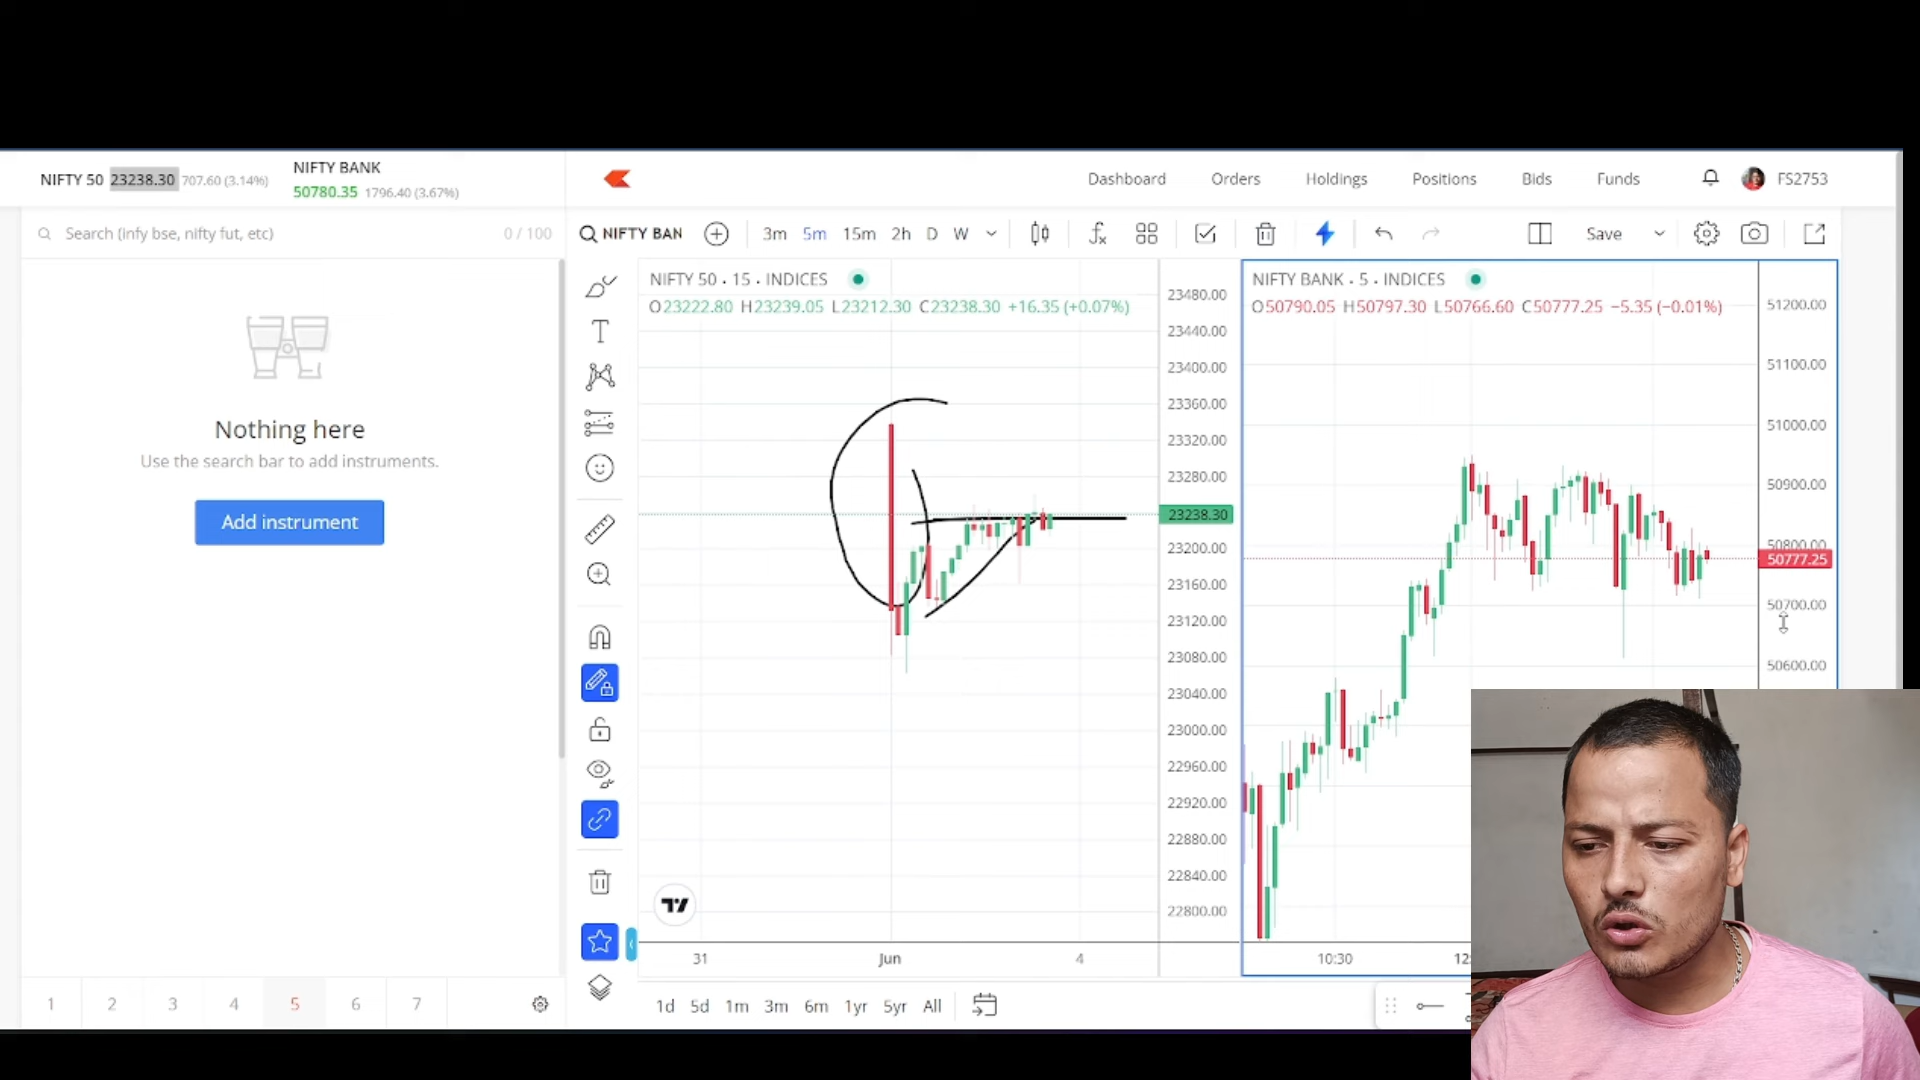 NIFTY 50 23238.30 707.60 (3.14%)
NIFTY BANK
50780.35 1796.40 (3.67%)
Dashboard Orders Holdings Positions Bids Funds FS2753
Search (infy bse, nifty fut, etc) 0 / 100
NIFTY BAN 3m 5m 15m 2h D W Save
Nothing here
Use the search bar to add instruments.
Add instrument
1 2 3 4 5 6 7
NIFTY 50 · 15 · INDICES
O23222.80 H23239.05 L23212.30 C23238.30 +16.35 (+0.07%)
23480.00
23440.00
23400.00
23360.00
23320.00
23280.00
23238.30
23200.00
23160.00
23120.00
23080.00
23040.00
23000.00
22960.00
22920.00
22880.00
22840.00
22800.00
31 Jun 4
1d 5d 1m 3m 6m 1yr 5yr All
NIFTY BANK · 5 · INDICES
O50790.05 H50797.30 L50766.60 C50777.25 −5.35 (−0.01%)
51200.00
51100.00
51000.00
50900.00
50800.00
50777.25
50700.00
50600.00
10:30